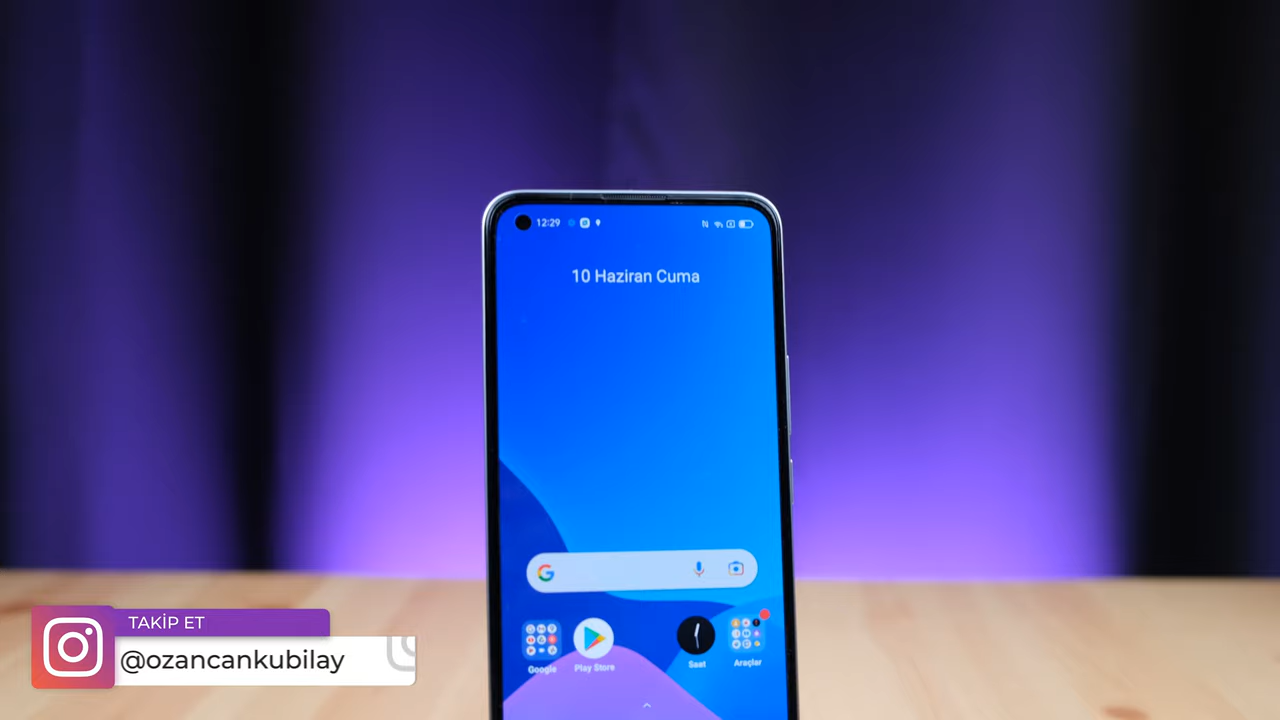 12:29
10 Haziran Cuma
Google
Play Store
Saat
Araçlar
TAKİP ET
@ozancankubilay